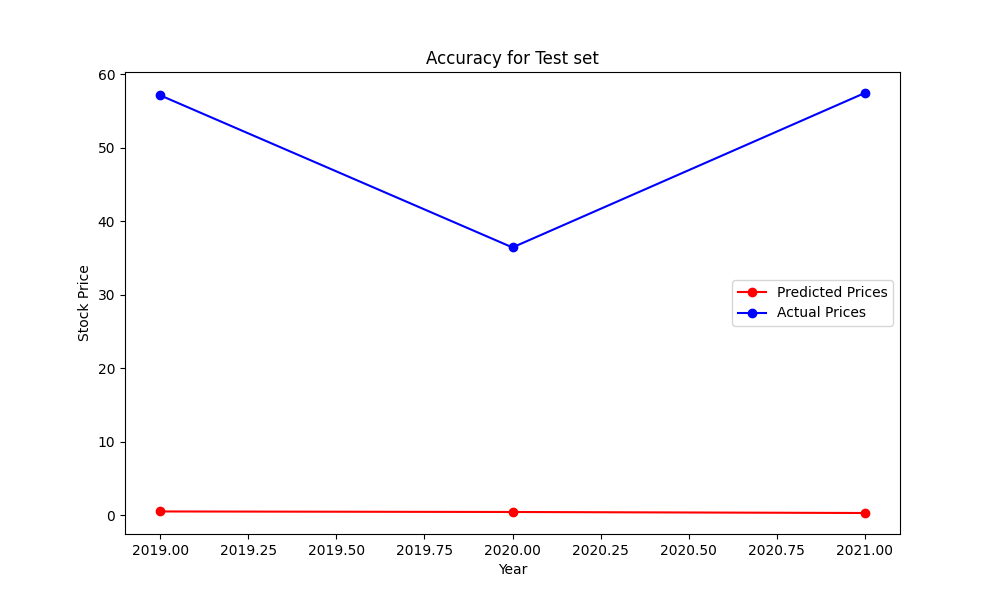 Accuracy for Test set
60
50
40
30
20
10
0
Stock Price
Predicted Prices
Actual Prices
2019.00 2019.25 2019.50 2019.75 2020.00 2020.25 2020.50 2020.75 2021.00
Year